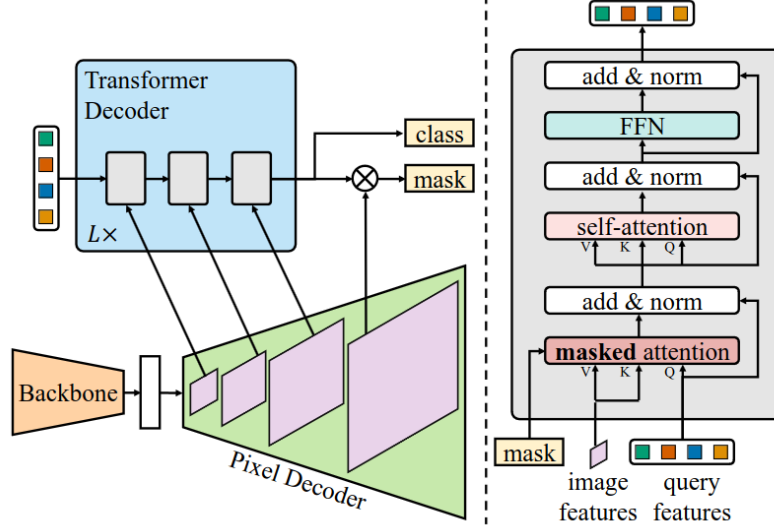 Transformer
Decoder
L×
class
mask
Backbone
Pixel Decoder
add & norm
FFN
add & norm
self-attention
V K Q
add & norm
masked attention
V K Q
mask
image
features
query
features